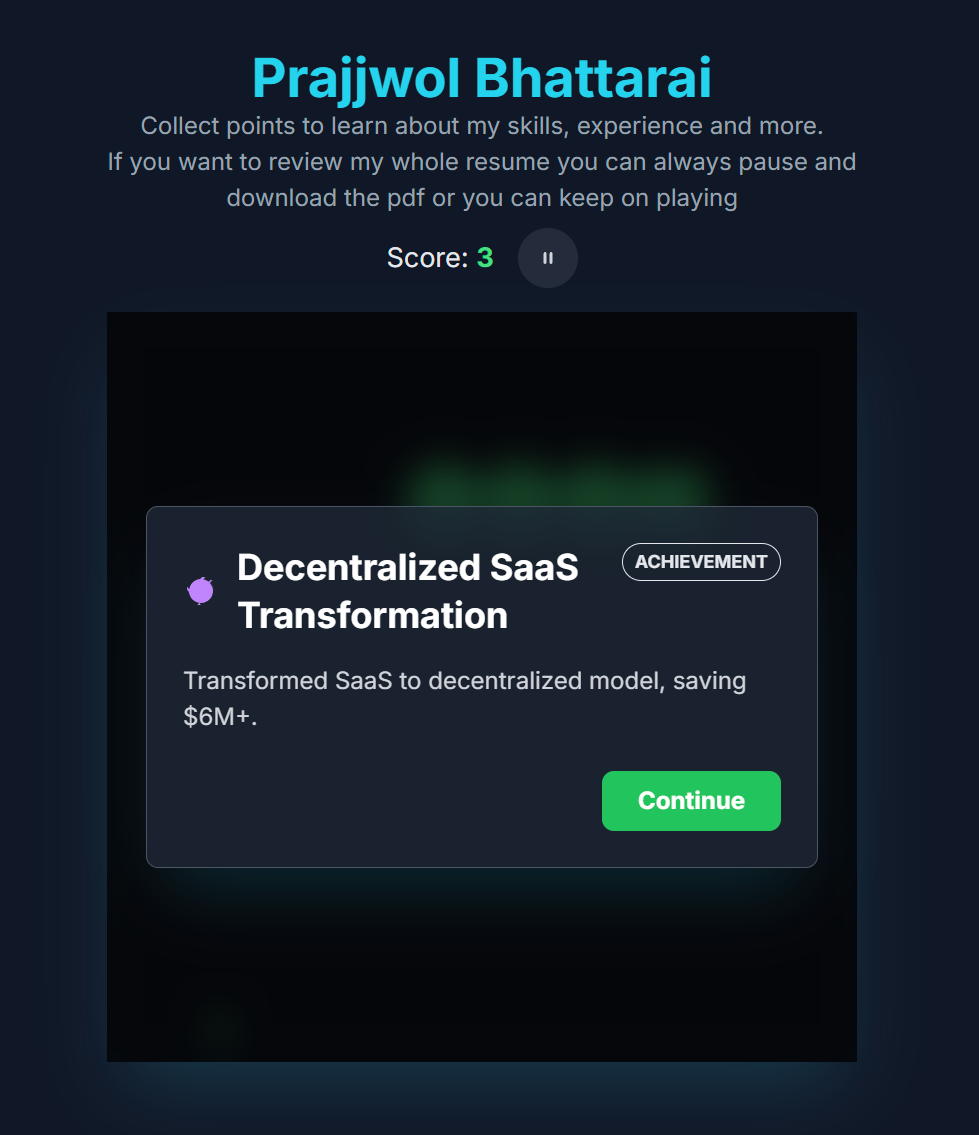 Prajjwol Bhattarai
Collect points to learn about my skills, experience and more.
If you want to review my whole resume you can always pause and
download the pdf or you can keep on playing
Score: 3
Decentralized SaaS
Transformation
ACHIEVEMENT
Transformed SaaS to decentralized model, saving
$6M+.
Continue